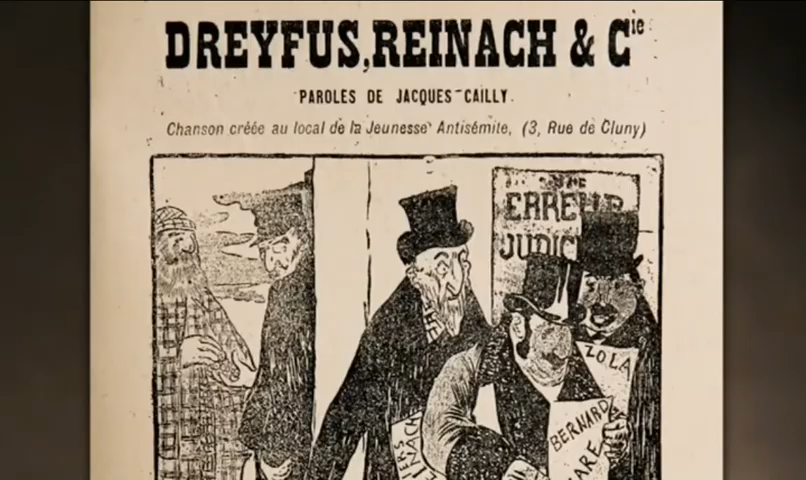 DREYFUS, REINACH & Cie
PAROLES DE JACQUES-CAILLY.
Chanson créée au local de la Jeunesse Antisémite, (3, Rue de Cluny)
ERREUR
JUDIC
ZOLA
BERNARD